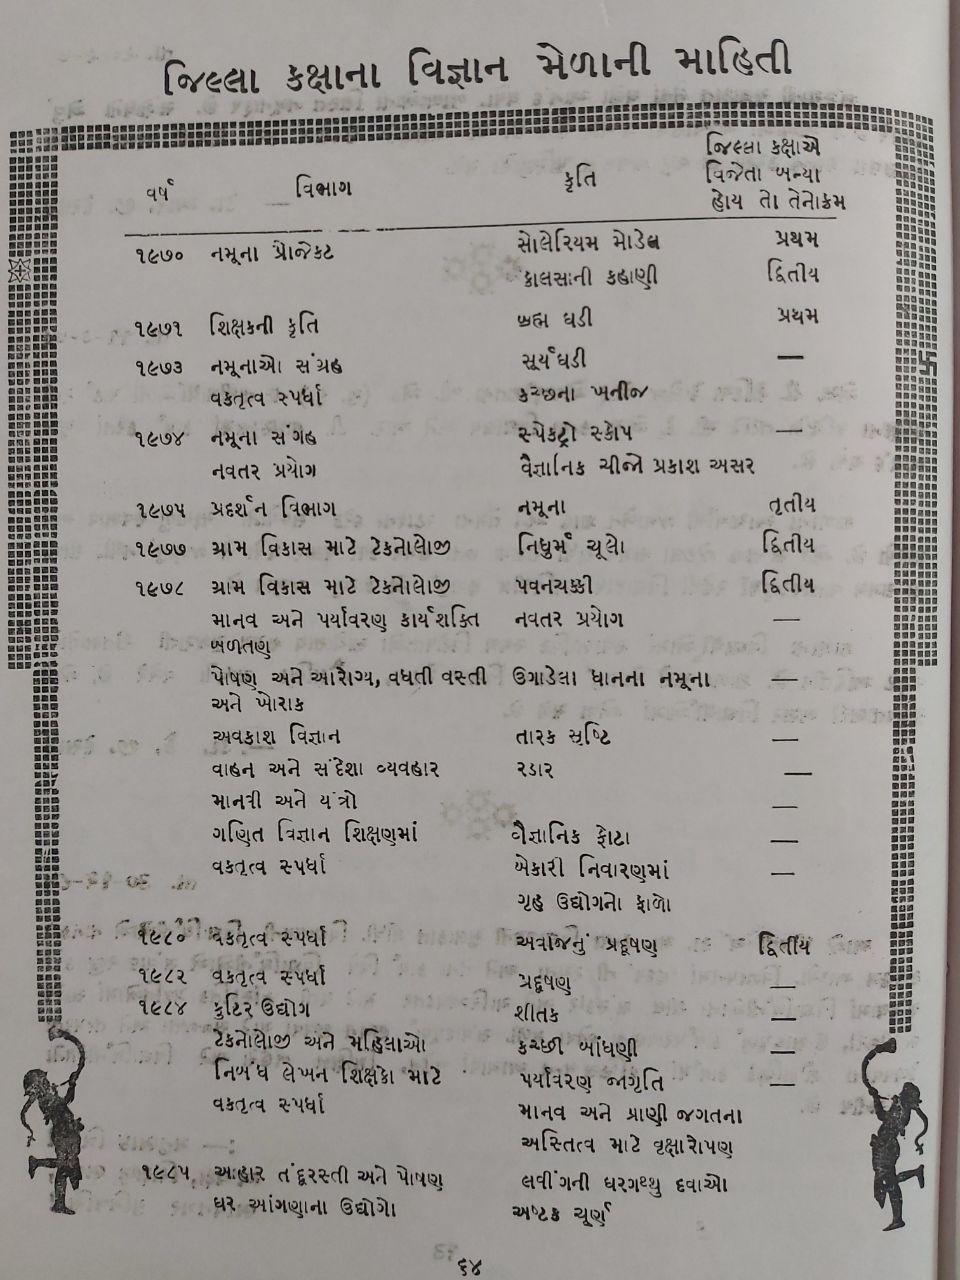 જિલ્લા કક્ષાના વિજ્ઞાન મેળાની માહિતી
વર્ષ વિભાગ કૃતિ જિલ્લા કક્ષાએ વિજેતા બન્યા હોય તો તેનોક્રમ
૧૯૭૦ નમૂના પ્રોજેકટ સોલેરિયમ મોડેલ પ્રથમ
કાલસાની કહાણી દ્વિતીય
૧૯૭૧ શિક્ષકની કૃતિ બ્રહ્મ ઘડી પ્રથમ
૧૯૭૩ નમૂનાઓ સંગ્રહ સૂર્યઘડી —
વકતૃત્વ સ્પર્ધા કચ્છના ખનીજ
૧૯૭૪ નમૂના સંગહ સ્પેકટ્રો સ્કોપ —
નવતર પ્રયોગ વૈજ્ઞાનિક ચીજો પ્રકાશ અસર
૧૯૭૫ પ્રદર્શન વિભાગ નમૂના તૃતીય
૧૯૭૭ ગ્રામ વિકાસ માટે ટેકનોલોજી નિધુર્મ ચૂલો દ્વિતીય
૧૯૭૮ ગ્રામ વિકાસ માટે ટેકનોલોજી પવનચક્કી દ્વિતીય
માનવ અને પર્યાવરણ કાર્યશક્તિ નવતર પ્રયોગ —
બળતણ
પોષણ અને આરોગ્ય, વધતી વસ્તી ઉગાડેલા ધાનના નમૂના —
અને ખોરાક
અવકાશ વિજ્ઞાન તારક સૃષ્ટિ —
વાહન અને સંદેશા વ્યવહાર રડાર —
માનવી અને યંત્રો —
ગણિત વિજ્ઞાન શિક્ષણમાં વૈજ્ઞાનિક ફોટા —
વકતૃત્વ સ્પર્ધા બેકારી નિવારણમાં —
ગૃહ ઉદ્યોગનો ફાળો
૧૯૮૦ વકતૃત્વ સ્પર્ધા અવાજનું પ્રદૂષણ દ્વિતીય
૧૯૮૨ વકતૃત્વ સ્પર્ધા પ્રદૂષણ —
૧૯૮૪ કુટિર ઉદ્યોગ શીતક —
ટેકનોલોજી અને મહિલાઓ કચ્છી બાંધણી —
નિબંધ લેખન શિક્ષકો માટે પર્યાવરણ જાગૃતિ —
વકતૃત્વ સ્પર્ધા માનવ અને પ્રાણી જગતના
અસ્તિત્વ માટે વૃક્ષારોપણ
૧૯૮૫ આહાર તંદુરસ્તી અને પોષણ લવીંગની ઘરગથ્થુ દવાઓ
ઘર આંગણાના ઉદ્યોગો અષ્ટક ચૂર્ણ
૬૪